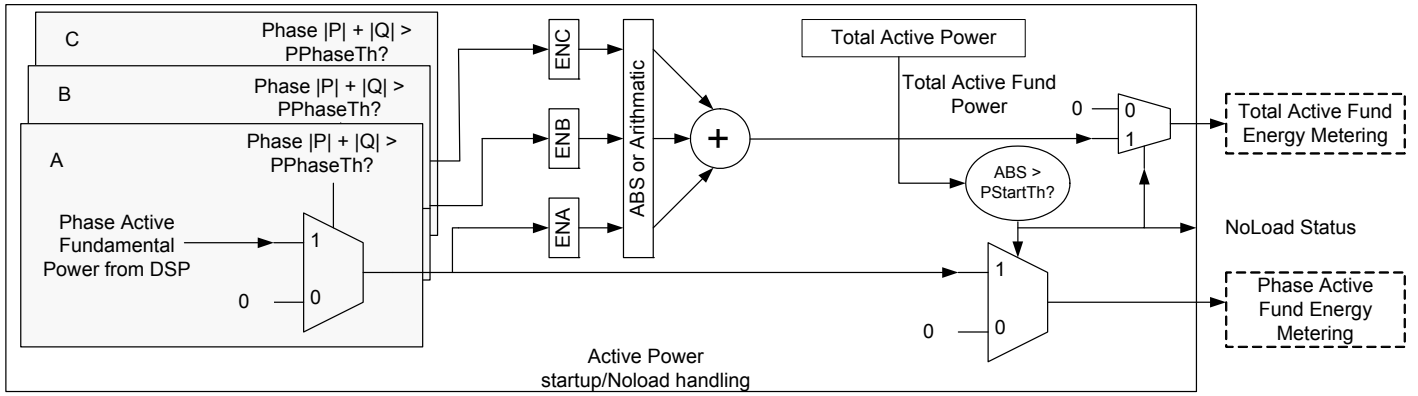 C
Phase |P| + |Q| >
PPhaseTh?
B
Phase |P| + |Q| >
PPhaseTh?
A
Phase |P| + |Q| >
PPhaseTh?
Phase Active
Fundamental
Power from DSP
1
0
0
ENC
ENB
ENA
ABS or Arithmatic
+
Total Active Power
Total Active Fund
Power
ABS >
PStartTh?
0
0
1
Total Active Fund
Energy Metering
NoLoad Status
1
0
0
Phase Active
Fund Energy
Metering
Active Power
startup/Noload handling